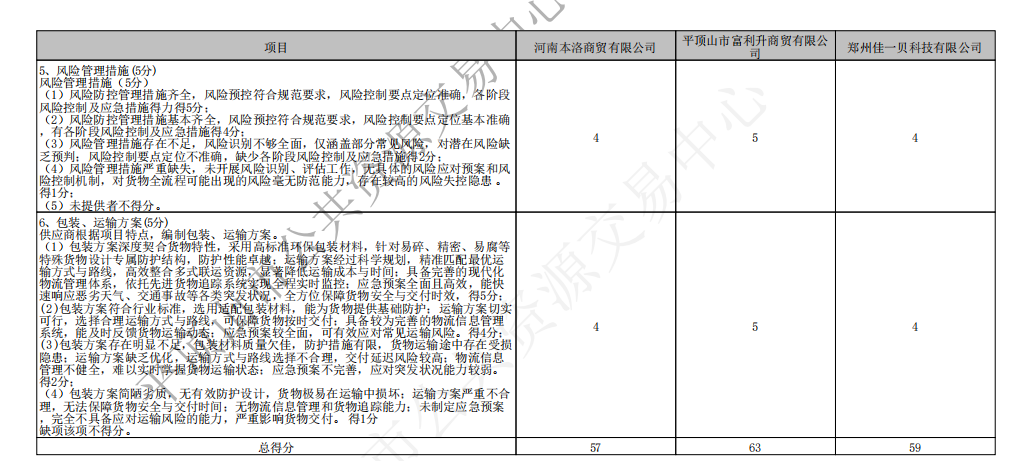 项目 河南本洛商贸有限公司 平顶山市富利升商贸有限公司 郑州佳一贝科技有限公司
5、风险管理措施(5分)
风险管理措施（5分）
（1）风险防控管理措施齐全，风险预控符合规范要求，风险控制要点定位准确，各阶段
风险控制及应急措施得力得5分；
（2）风险防控管理措施基本齐全，风险预控符合规范要求，风险控制要点定位基本准确
，有各阶段风险控制及应急措施得4分；
（3）风险管理措施存在不足，风险识别不够全面，仅涵盖部分常见风险，对潜在风险缺
乏预判；风险控制要点定位不准确，缺少各阶段风险控制及应急措施得2分；
（4）风险管理措施严重缺失，未开展风险识别、评估工作，无具体的风险应对预案和风
险控制机制，对货物全流程可能出现的风险毫无防范能力，存在较高的风险失控隐患。
得1分；
（5）未提供者不得分。
4 5 4
6、包装、运输方案(5分)
供应商根据项目特点，编制包装、运输方案。
（1）包装方案深度契合货物特性，采用高标准环保包装材料，针对易碎、精密、易腐等
特殊货物设计专属防护结构，防护性能卓越；运输方案经过科学规划，精准匹配最优运
输方式与路线，高效整合多式联运资源，显著降低运输成本与时间；具备完善的现代化
物流管理体系，依托先进货物追踪系统实现全程实时监控；应急预案全面且高效，能快
速响应恶劣天气、交通事故等各类突发状况，全方位保障货物安全与交付时效，得5分；
(2)包装方案符合行业标准，选用适配包装材料，能为货物提供基础防护；运输方案切实
可行，选择合理运输方式与路线，可保障货物按时交付；具备较为完善的物流信息管理
系统，能及时反馈货物运输动态；应急预案较全面，可有效应对常见运输风险。得4分；
(3)包装方案存在明显不足，包装材料质量欠佳，防护措施有限，货物运输途中存在受损
隐患；运输方案缺乏优化，运输方式与路线选择不合理，交付延迟风险较高；物流信息
管理不健全，难以实时掌握货物运输状态；应急预案不完善，应对突发状况能力较弱。
得2分；
（4）包装方案简陋劣质，无有效防护设计，货物极易在运输中损坏；运输方案严重不合
理，无法保障货物安全与交付时间；无物流信息管理和货物追踪能力；未制定应急预案
，完全不具备应对运输风险的能力，严重影响货物交付。得1分
缺项该项不得分。
4 5 4
总得分 57 63 59